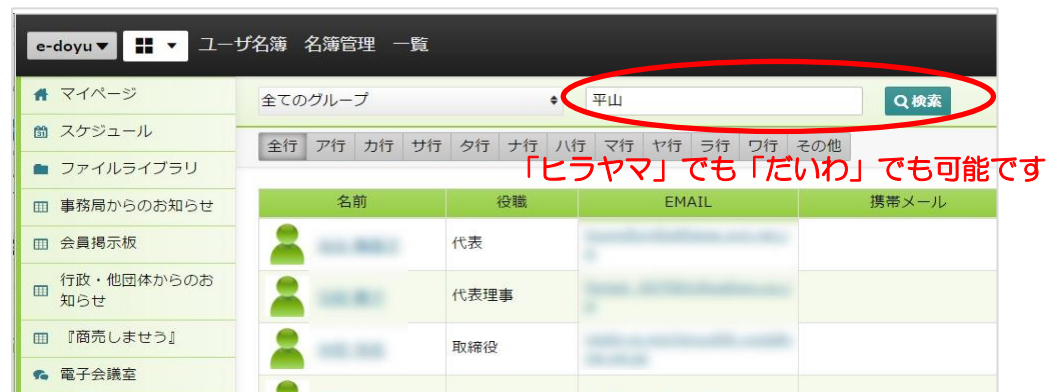 e-doyu▼ ▼ ユーザ名簿 名簿管理 一覧
マイページ
スケジュール
ファイルライブラリ
事務局からのお知らせ
会員掲示板
行政・他団体からのお
知らせ
『商売しませう』
電子会議室
全てのグループ 平山 検索
全行 ア行 カ行 サ行 タ行 ナ行 ハ行 マ行 ヤ行 ラ行 ワ行 その他
「ヒラヤマ」でも「だいわ」でも可能です
名前 役職 EMAIL 携帯メール
代表
代表理事
取締役